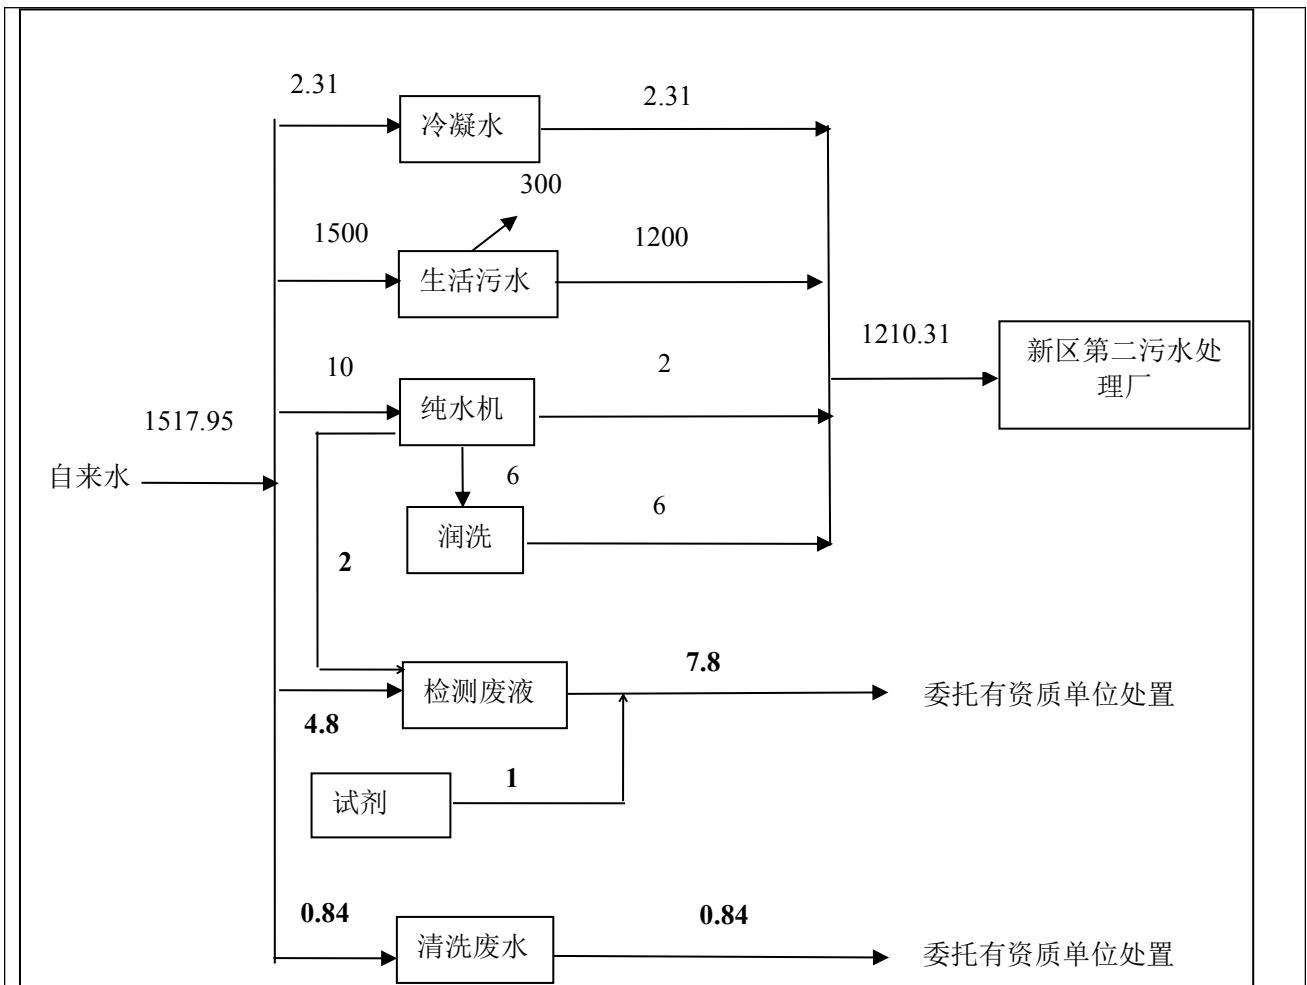 2.31
2.31
冷凝水
300
1500
1200
生活污水
1210.31
新区第二污水处
理厂
10
2
纯水机
1517.95
自来水
6
6
润洗
2
7.8
检测废液
委托有资质单位处置
4.8
1
试剂
0.84
0.84
清洗废水
委托有资质单位处置